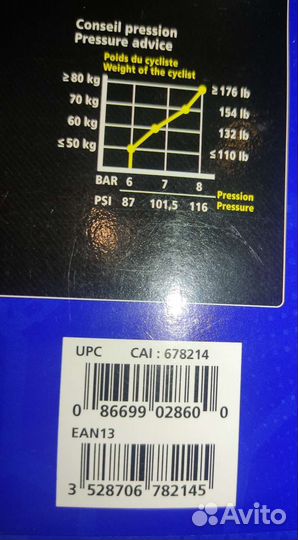 Conseil pression
Pressure advice
Poids du cycliste
Weight of the cyclist
≥ 80 kg ≥ 176 lb
70 kg 154 lb
60 kg 132 lb
≤ 50 kg ≤ 110 lb
BAR 6 7 8 Pression
PSI 87 101,5 116 Pressure
UPC CAI : 678214
0 86699 02860 0
EAN13
3 528706 782145
Avito